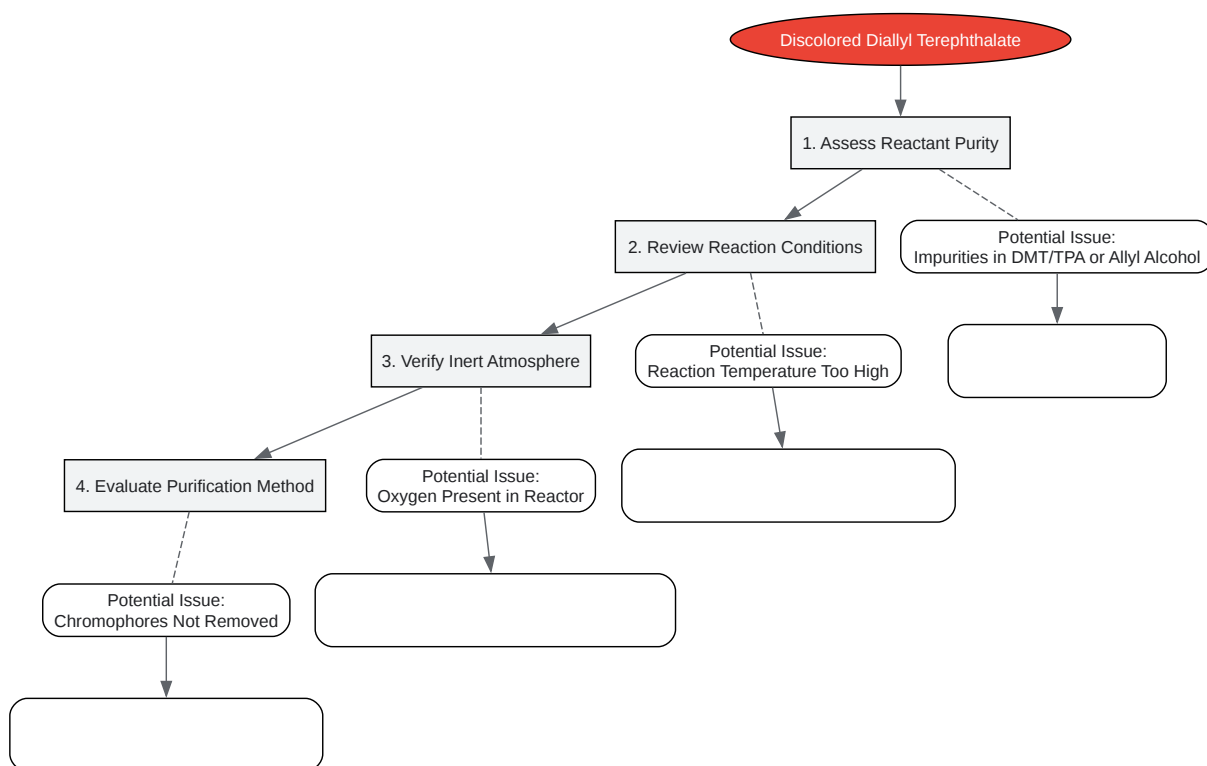 Discolored Diallyl Terephthalate
1. Assess Reactant Purity
2. Review Reaction Conditions
Potential Issue:
Impurities in DMT/TPA or Allyl Alcohol
3. Verify Inert Atmosphere
Potential Issue:
Reaction Temperature Too High
4. Evaluate Purification Method
Potential Issue:
Oxygen Present in Reactor
Potential Issue:
Chromophores Not Removed